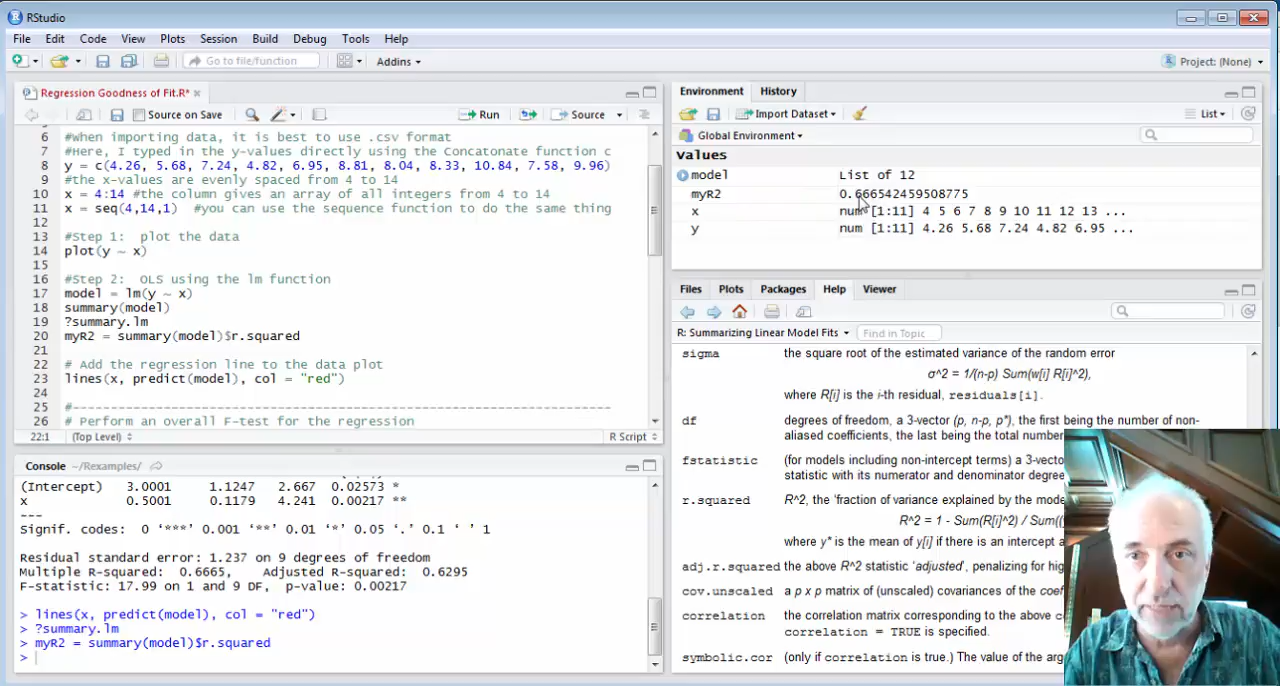 RStudio
File Edit Code View Plots Session Build Debug Tools Help
Go to file/function Addins Project: (None)
Regression Goodness of Fit.R*
Source on Save Run Source
6 #When importing data, it is best to use .csv format
7 #Here, I typed in the y-values directly using the Concatonate function c
8 y = c(4.26, 5.68, 7.24, 4.82, 6.95, 8.81, 8.04, 8.33, 10.84, 7.58, 9.96)
9 #the x-values are evenly spaced from 4 to 14
10 x = 4:14 #the column gives an array of all integers from 4 to 14
11 x = seq(4,14,1) #you can use the sequence function to do the same thing
12
13 #Step 1: plot the data
14 plot(y ~ x)
15
16 #Step 2: OLS using the lm function
17 model = lm(y ~ x)
18 summary(model)
19 ?summary.lm
20 myR2 = summary(model)$r.squared
21
22 # Add the regression line to the data plot
23 lines(x, predict(model), col = "red")
24
25 #----------------------------------------------------------------------
26 # Perform an overall F-test for the regression
22:1 (Top Level) R Script
Console ~/Rexamples/
(Intercept) 3.0001 1.1247 2.667 0.02573 *
x 0.5001 0.1179 4.241 0.00217 **
---
Signif. codes: 0 ‘***’ 0.001 ‘**’ 0.01 ‘*’ 0.05 ‘.’ 0.1 ‘ ’ 1
Residual standard error: 1.237 on 9 degrees of freedom
Multiple R-squared: 0.6665, Adjusted R-squared: 0.6295
F-statistic: 17.99 on 1 and 9 DF, p-value: 0.00217
> lines(x, predict(model), col = "red")
> ?summary.lm
> myR2 = summary(model)$r.squared
>
Environment History
Import Dataset List
Global Environment
Values
model List of 12
myR2 0.666542459508775
x num [1:11] 4 5 6 7 8 9 10 11 12 13 ...
y num [1:11] 4.26 5.68 7.24 4.82 6.95 ...
Files Plots Packages Help Viewer
R: Summarizing Linear Model Fits Find in Topic
sigma the square root of the estimated variance of the random error
σ^2 = 1/(n-p) Sum(w[i] R[i]^2),
where R[i] is the i-th residual, residuals[i].
df degrees of freedom, a 3-vector (p, n-p, p*), the first being the number of non-
aliased coefficients, the last being the total number
fstatistic (for models including non-intercept terms) a 3-vecto
statistic with its numerator and denominator degree
r.squared R^2, the 'fraction of variance explained by the mode
R^2 = 1 - Sum(R[i]^2) / Sum((
where y* is the mean of y[i] if there is an intercept a
adj.r.squared the above R^2 statistic 'adjusted', penalizing for hig
cov.unscaled a p x p matrix of (unscaled) covariances of the coef
correlation the correlation matrix corresponding to the above co
correlation = TRUE is specified.
symbolic.cor (only if correlation is true.) The value of the arg